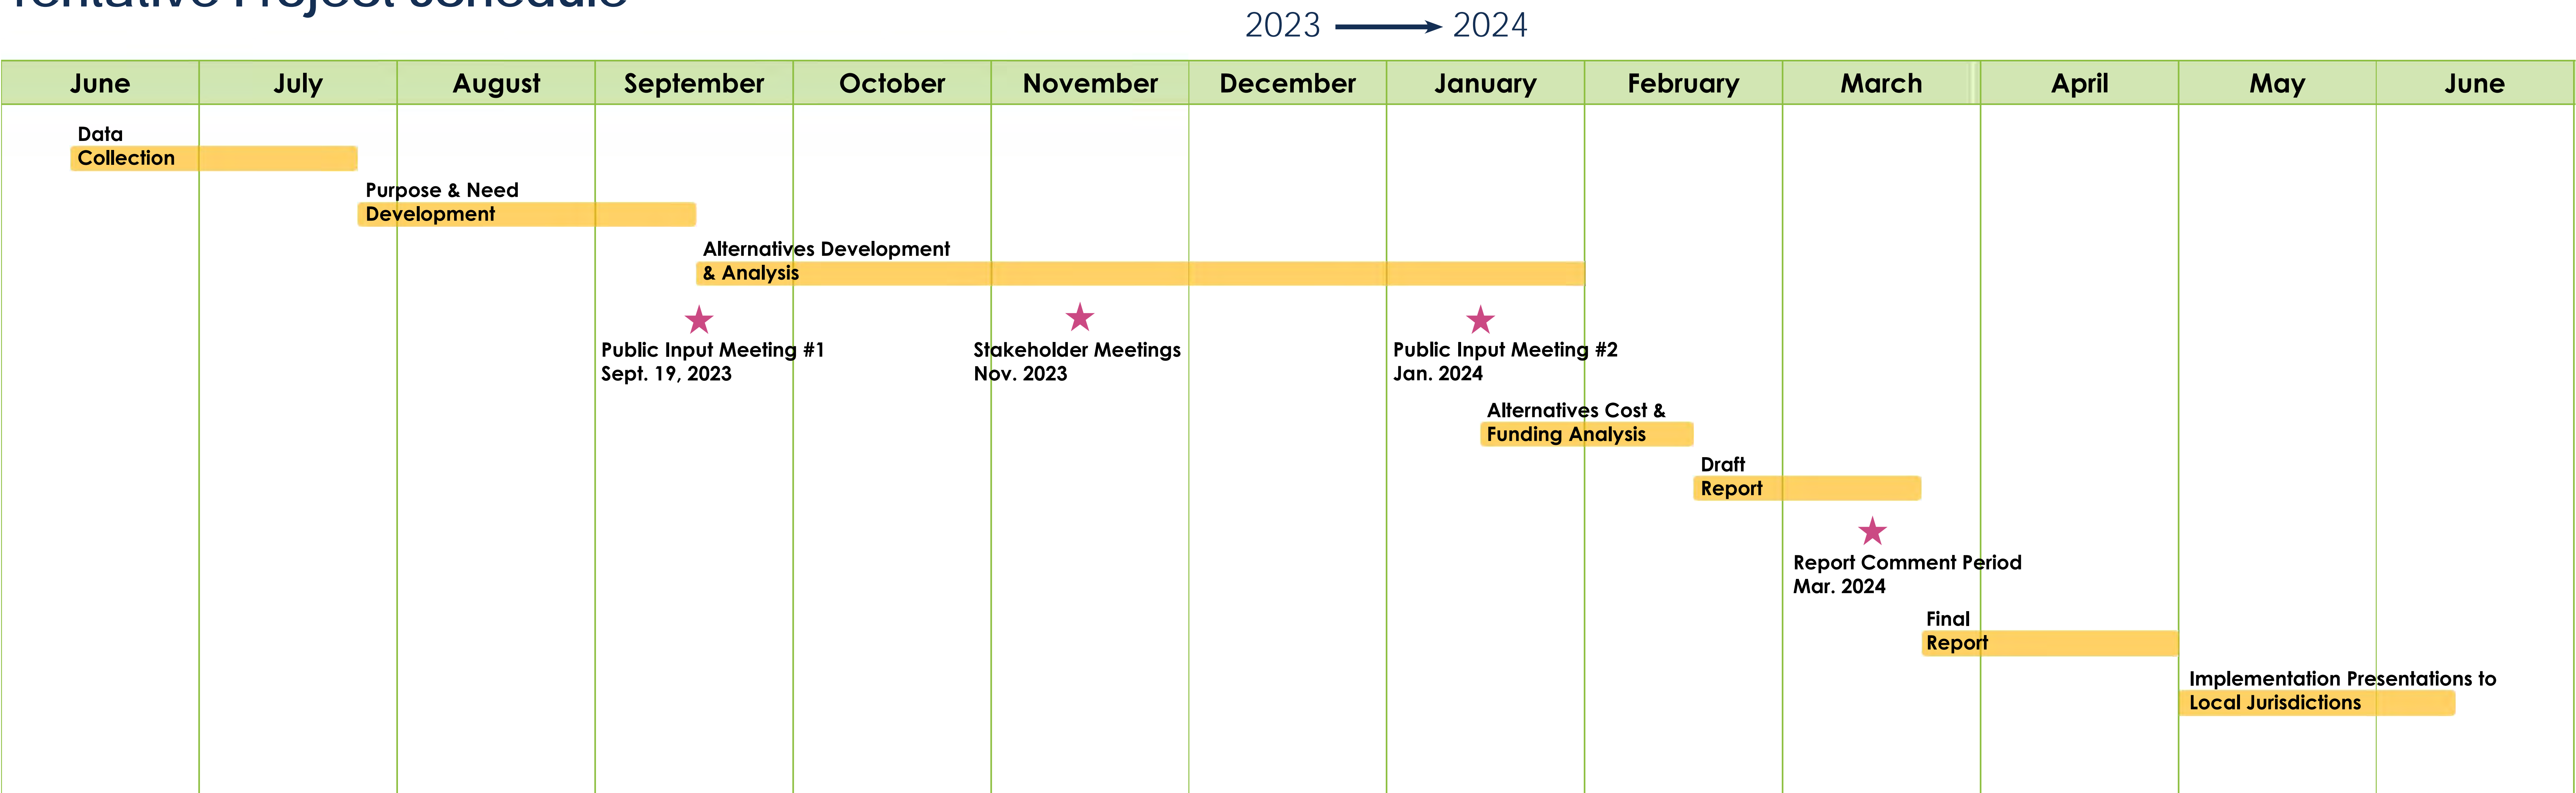 Tentative Project Schedule
2023 2024
June July August September October November December January February March April May June
Data
Collection
Purpose & Need
Development
Alternatives Development
& Analysis
Public Input Meeting #1
Sept. 19, 2023
Stakeholder Meetings
Nov. 2023
Public Input Meeting #2
Jan. 2024
Alternatives Cost &
Funding Analysis
Draft
Report
Report Comment Period
Mar. 2024
Final
Report
Implementation Presentations to
Local Jurisdictions